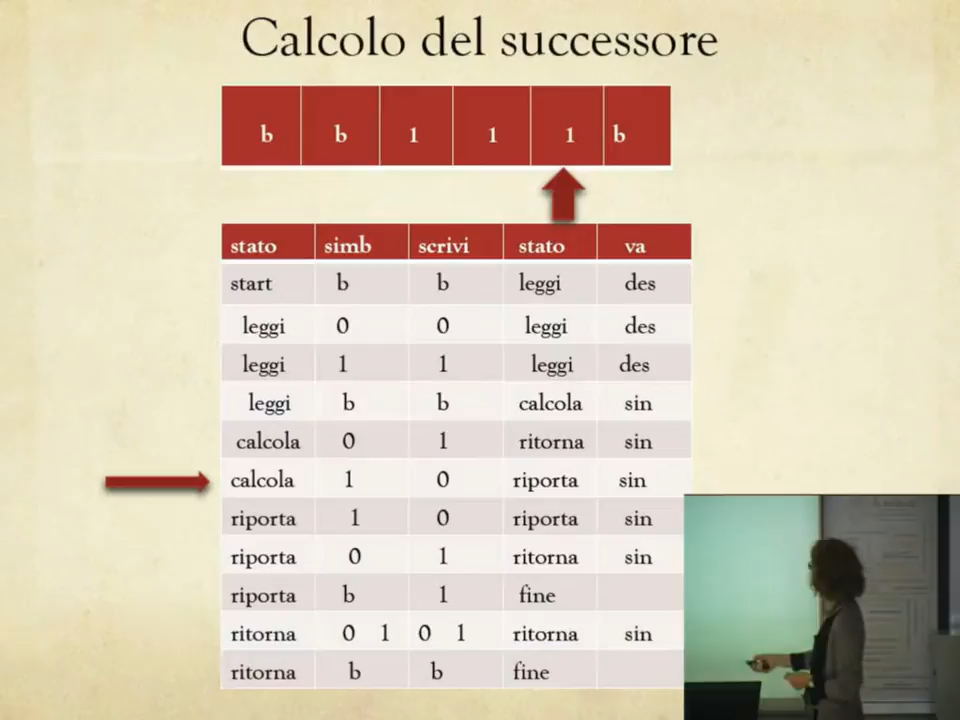 Calcolo del successore
b b 1 1 1 b
stato simb scrivi stato va
start b b leggi des
leggi 0 0 leggi des
leggi 1 1 leggi des
leggi b b calcola sin
calcola 0 1 ritorna sin
calcola 1 0 riporta sin
riporta 1 0 riporta sin
riporta 0 1 ritorna sin
riporta b 1 fine
ritorna 0 1 0 1 ritorna sin
ritorna b b fine